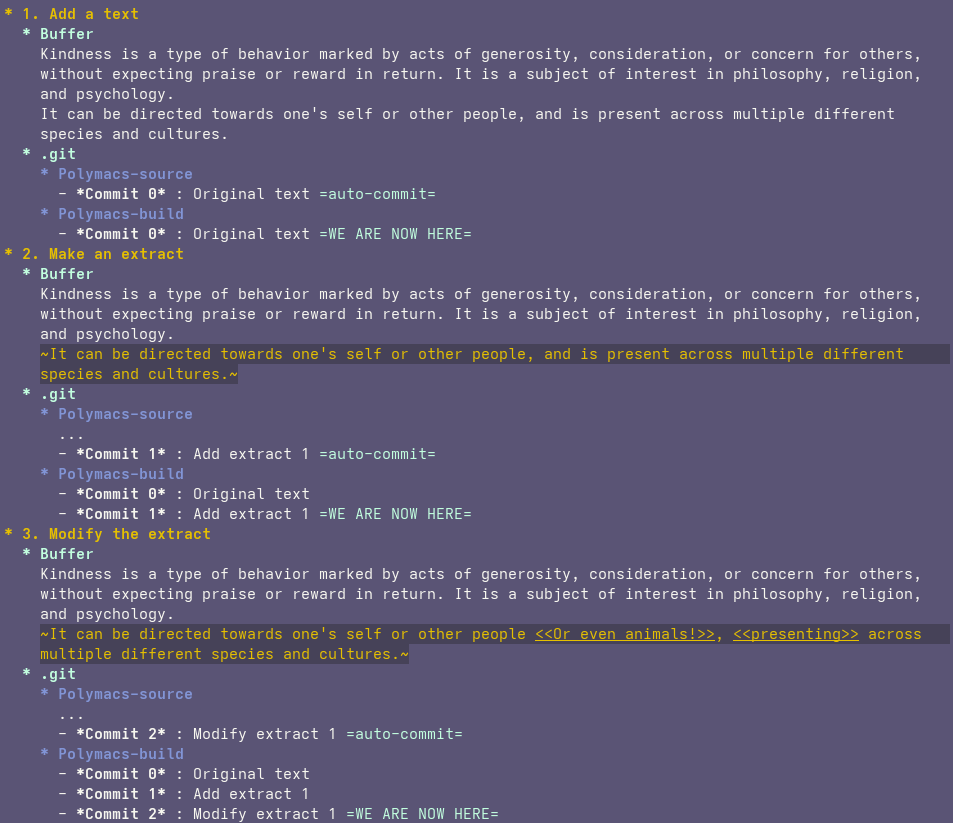 * 1. Add a text
* Buffer
Kindness is a type of behavior marked by acts of generosity, consideration, or concern for others,
without expecting praise or reward in return. It is a subject of interest in philosophy, religion,
and psychology.
It can be directed towards one's self or other people, and is present across multiple different
species and cultures.
* .git
* Polymacs-source
- *Commit 0* : Original text =auto-commit=
* Polymacs-build
- *Commit 0* : Original text =WE ARE NOW HERE=
* 2. Make an extract
* Buffer
Kindness is a type of behavior marked by acts of generosity, consideration, or concern for others,
without expecting praise or reward in return. It is a subject of interest in philosophy, religion,
and psychology.
~It can be directed towards one's self or other people, and is present across multiple different
species and cultures.~
* .git
* Polymacs-source
...
- *Commit 1* : Add extract 1 =auto-commit=
* Polymacs-build
- *Commit 0* : Original text
- *Commit 1* : Add extract 1 =WE ARE NOW HERE=
* 3. Modify the extract
* Buffer
Kindness is a type of behavior marked by acts of generosity, consideration, or concern for others,
without expecting praise or reward in return. It is a subject of interest in philosophy, religion,
and psychology.
~It can be directed towards one's self or other people <<Or even animals!>>, <<presenting>> across
multiple different species and cultures.~
* .git
* Polymacs-source
...
- *Commit 2* : Modify extract 1 =auto-commit=
* Polymacs-build
- *Commit 0* : Original text
- *Commit 1* : Add extract 1
- *Commit 2* : Modify extract 1 =WE ARE NOW HERE=